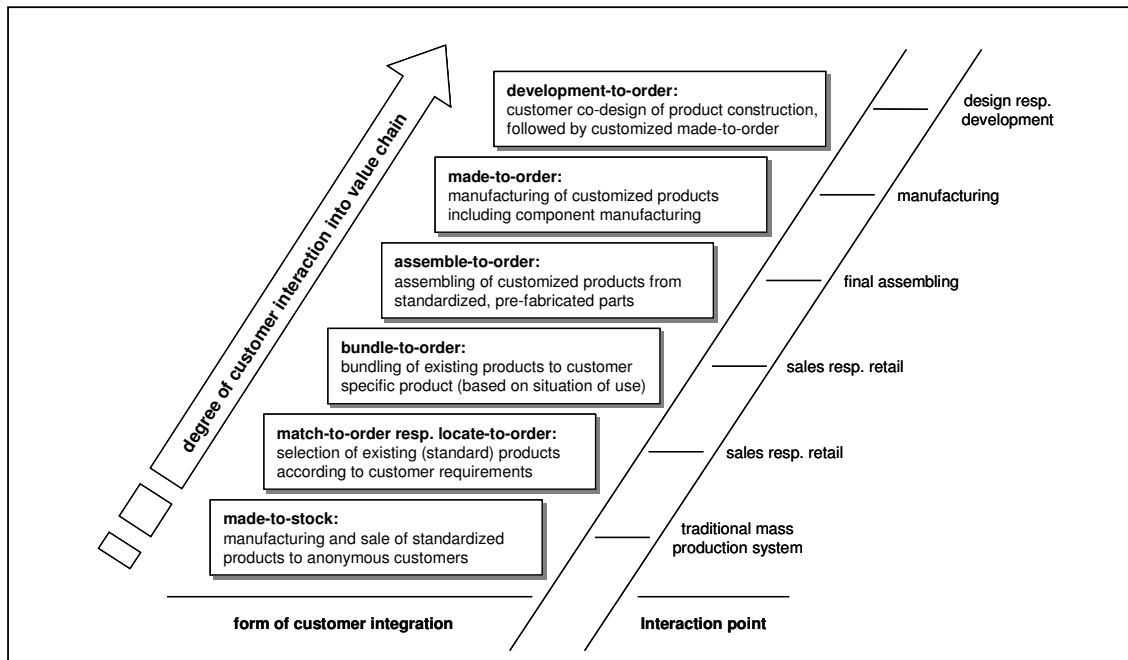 degree of customer interaction into value chain
development-to-order:
customer co-design of product construction,
followed by customized made-to-order
design resp.
development
made-to-order:
manufacturing of customized products
including component manufacturing
manufacturing
assemble-to-order:
assembling of customized products from
standardized, pre-fabricated parts
final assembling
bundle-to-order:
bundling of existing products to customer
specific product (based on situation of use)
sales resp. retail
match-to-order resp. locate-to-order:
selection of existing (standard) products
according to customer requirements
sales resp. retail
made-to-stock:
manufacturing and sale of standardized
products to anonymous customers
traditional mass
production system
form of customer integration
Interaction point